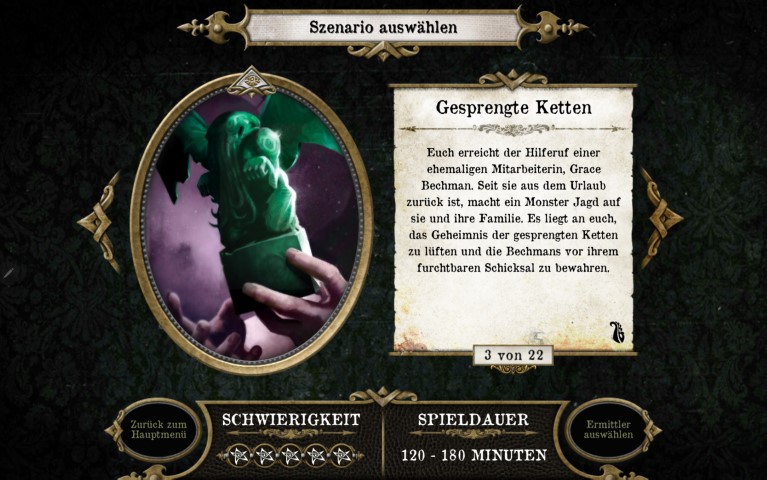 Szenario auswählen
Gesprengte Ketten
Euch erreicht der Hilferuf einer
ehemaligen Mitarbeiterin, Grace
Bechman. Seit sie aus dem Urlaub
zurück ist, macht ein Monster Jagd auf
sie und ihre Familie. Es liegt an euch,
das Geheimnis der gesprengten Ketten
zu lüften und die Bechmans vor ihrem
furchtbaren Schicksal zu bewahren.
3 von 22
Zurück zum
Hauptmenü
SCHWIERIGKEIT
SPIELDAUER
120 - 180 MINUTEN
Ermittler
auswählen